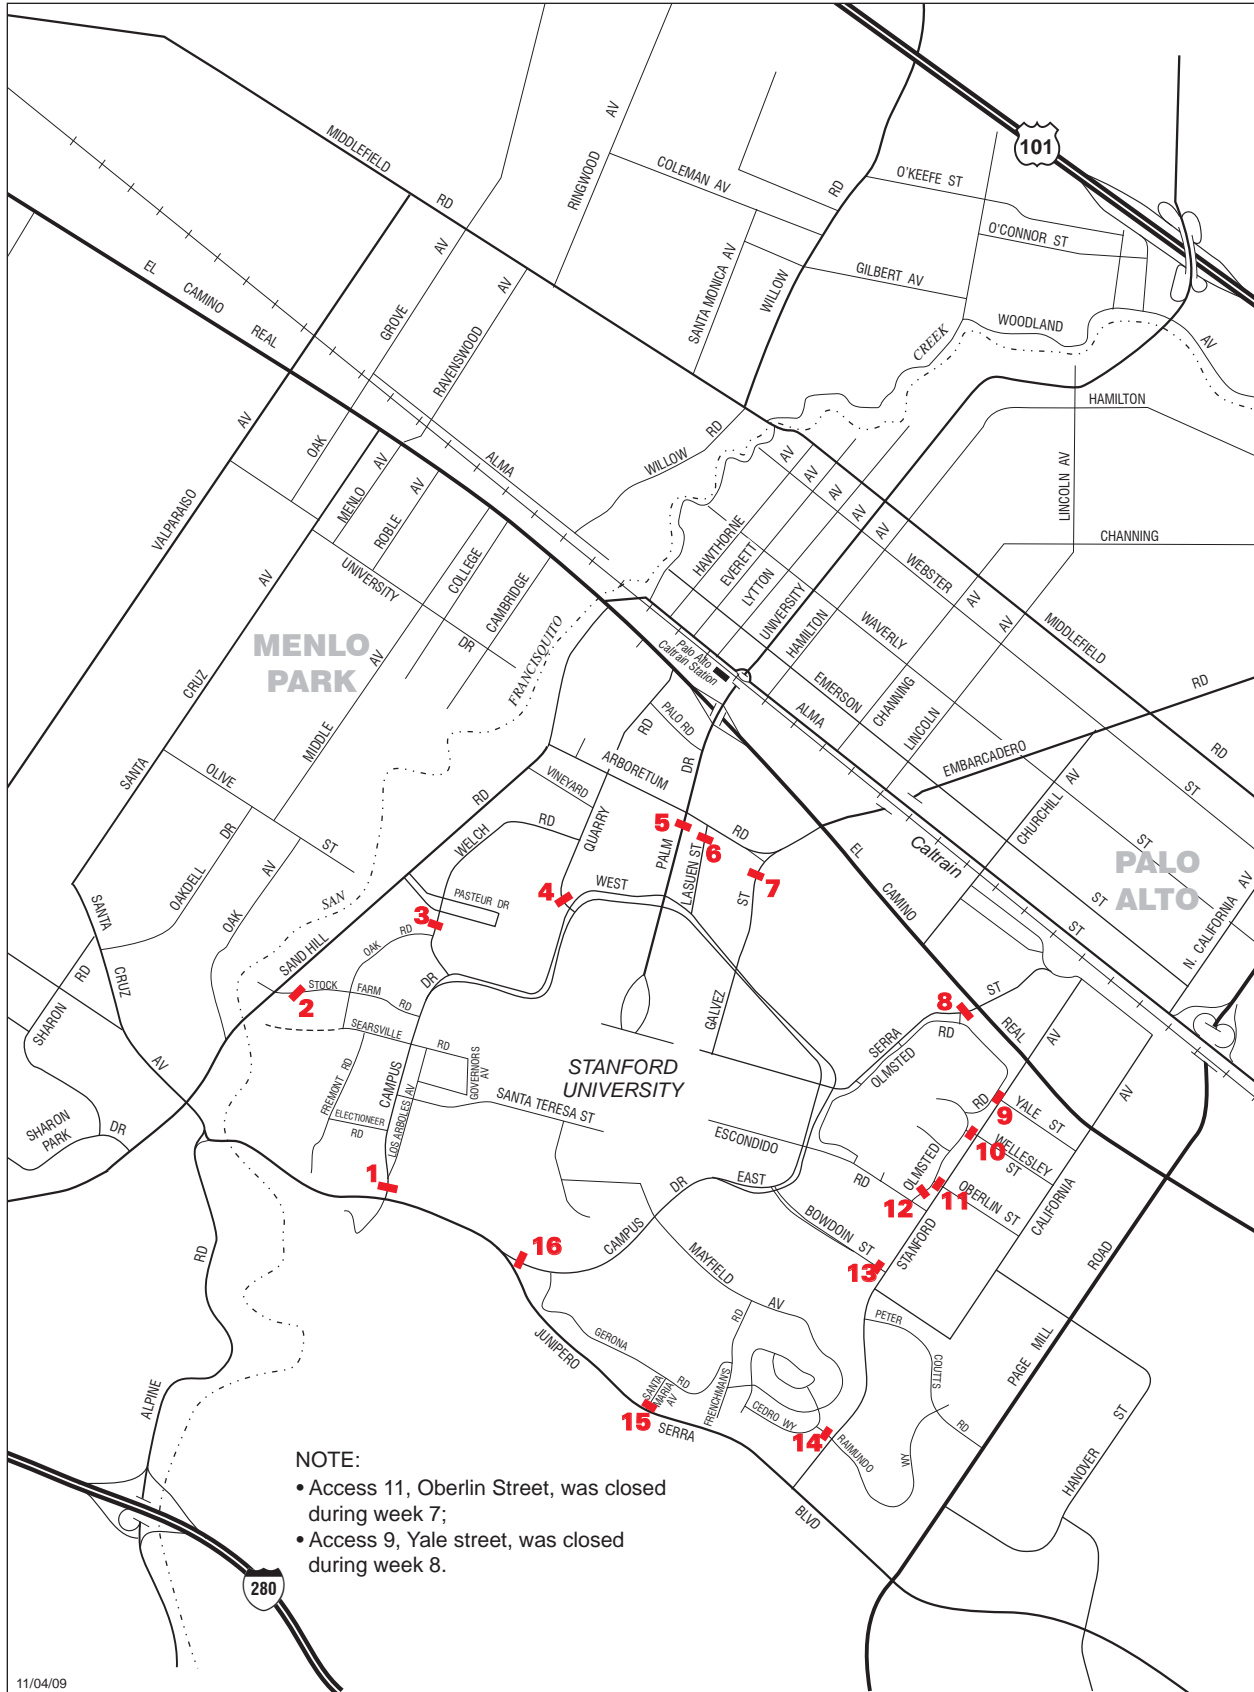 101
MIDDLEFIELD
RD
RINGWOOD
AV
COLEMAN AV
RD
O'KEEFE ST
O'CONNOR ST
GILBERT AV
SANTA MONICA AV
WILLOW
WOODLAND
AV
CREEK
EL
CAMINO
REAL
GROVE
AV
RAVENSWOOD
AV
HAMILTON
LINCOLN AV
CHANNING
VALPARAISO
AV
OAK
MENLO
AV
ROBLE
AV
ALMA
WILLOW
RD
UNIVERSITY
DR
COLLEGE
CAMBRIDGE
HAWTHORNE
AV
EVERETT
AV
LYTTON
AV
UNIVERSITY
AV
HAMILTON
AV
WEBSTER
ST
WAVERLY
ST
MIDDLEFIELD
RD
EMERSON
ST
ALMA
ST
CHANNING
AV
LINCOLN
AV
MENLO
PARK
FRANCISQUITO
SAN
Palo Alto
Caltrain Station
SANTA
CRUZ
AV
MIDDLE
AV
OLIVE
ST
OAKDELL
DR
OAK
AV
PALO RD
RD
ARBORETUM
RD
VINEYARD
QUARRY
WELCH
RD
PALM
DR
EMBARCADERO
RD
CHURCHILL AV
PALO
ALTO
N. CALIFORNIA AV
Caltrain
EL
CAMINO
REAL
5
6
7
4
3
2
LASUEN ST
WEST
PASTEUR DR
SAND HILL
RD
OAK
RD
STOCK
FARM
RD
SEARSVILLE
RD
GALVEZ
ST
SANTA
CRUZ
AV
SHARON
RD
SHARON
PARK
DR
8
SERRA
ST
OLMSTED
RD
STANFORD
UNIVERSITY
FREMONT RD
CAMPUS
DR
GOVERNORS
AV
LOS ARBOLES AV
ELECTIONEER
RD
SANTA TERESA ST
ESCONDIDO
RD
OLMSTED
RD
9
YALE ST
10
WELLESLEY
ST
11
OBERLIN ST
12
STANFORD
AV
CALIFORNIA
AV
1
16
CAMPUS
DR
EAST
BOWDOIN ST
13
MAYFIELD
AV
PETER
COUTTS
RD
PAGE MILL
ROAD
HANOVER
ST
JUNIPERO
SERRA
BLVD
GERONA
RD
SANTA
MARIA
AV
15
FRENCHMAN'S
RD
CEDRO WY
14
RAIMUNDO
WY
ALPINE
RD
280
NOTE:
• Access 11, Oberlin Street, was closed
during week 7;
• Access 9, Yale street, was closed
during week 8.
11/04/09